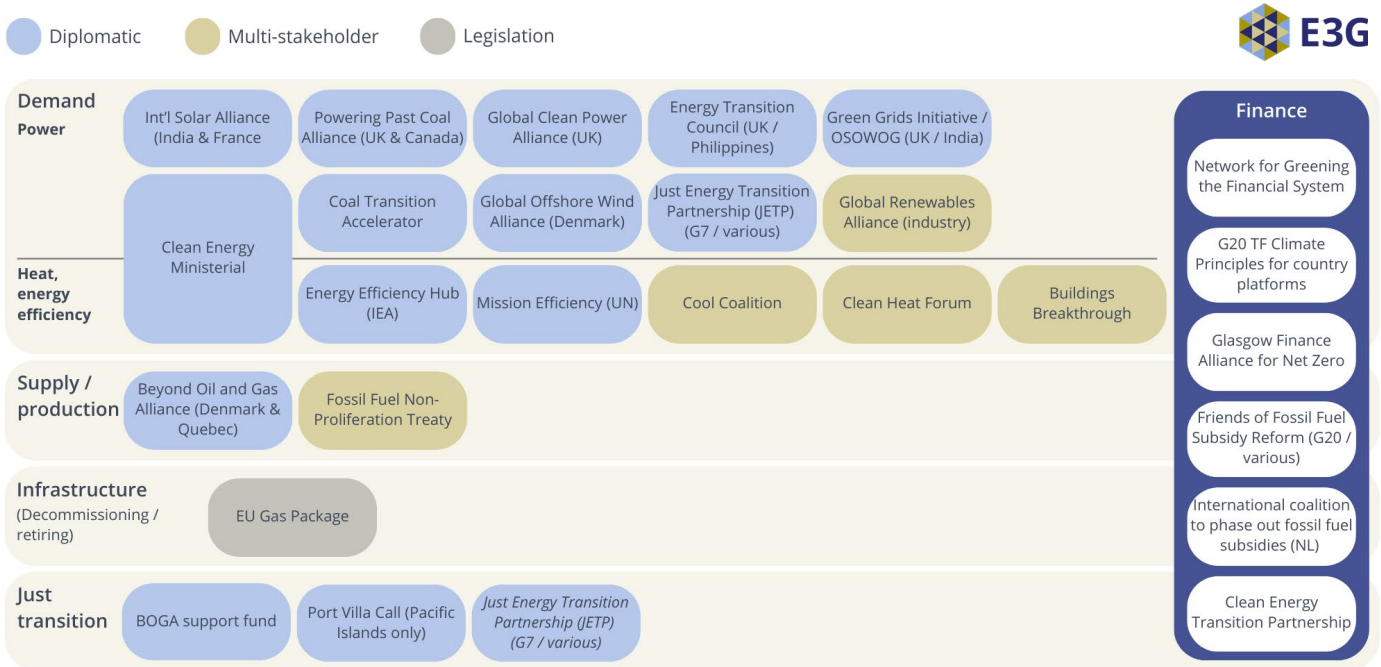 Diplomatic
Multi-stakeholder
Legislation
E3G
Demand
Power
Int'l Solar Alliance
(India & France
Powering Past Coal
Alliance (UK & Canada)
Global Clean Power
Alliance (UK)
Energy Transition
Council (UK /
Philippines)
Green Grids Initiative /
OSOWOG (UK / India)
Clean Energy
Ministerial
Coal Transition
Accelerator
Global Offshore Wind
Alliance (Denmark)
Just Energy Transition
Partnership (JETP)
(G7 / various)
Global Renewables
Alliance (industry)
Heat,
energy
efficiency
Energy Efficiency Hub
(IEA)
Mission Efficiency (UN)
Cool Coalition
Clean Heat Forum
Buildings
Breakthrough
Supply /
production
Beyond Oil and Gas
Alliance (Denmark &
Quebec)
Fossil Fuel Non-
Proliferation Treaty
Infrastructure
(Decommissioning /
retiring)
EU Gas Package
Just
transition
BOGA support fund
Port Villa Call (Pacific
Islands only)
Just Energy Transition
Partnership (JETP)
(G7 / various)
Finance
Network for Greening
the Financial System
G20 TF Climate
Principles for country
platforms
Glasgow Finance
Alliance for Net Zero
Friends of Fossil Fuel
Subsidy Reform (G20 /
various)
International coalition
to phase out fossil fuel
subsidies (NL)
Clean Energy
Transition Partnership